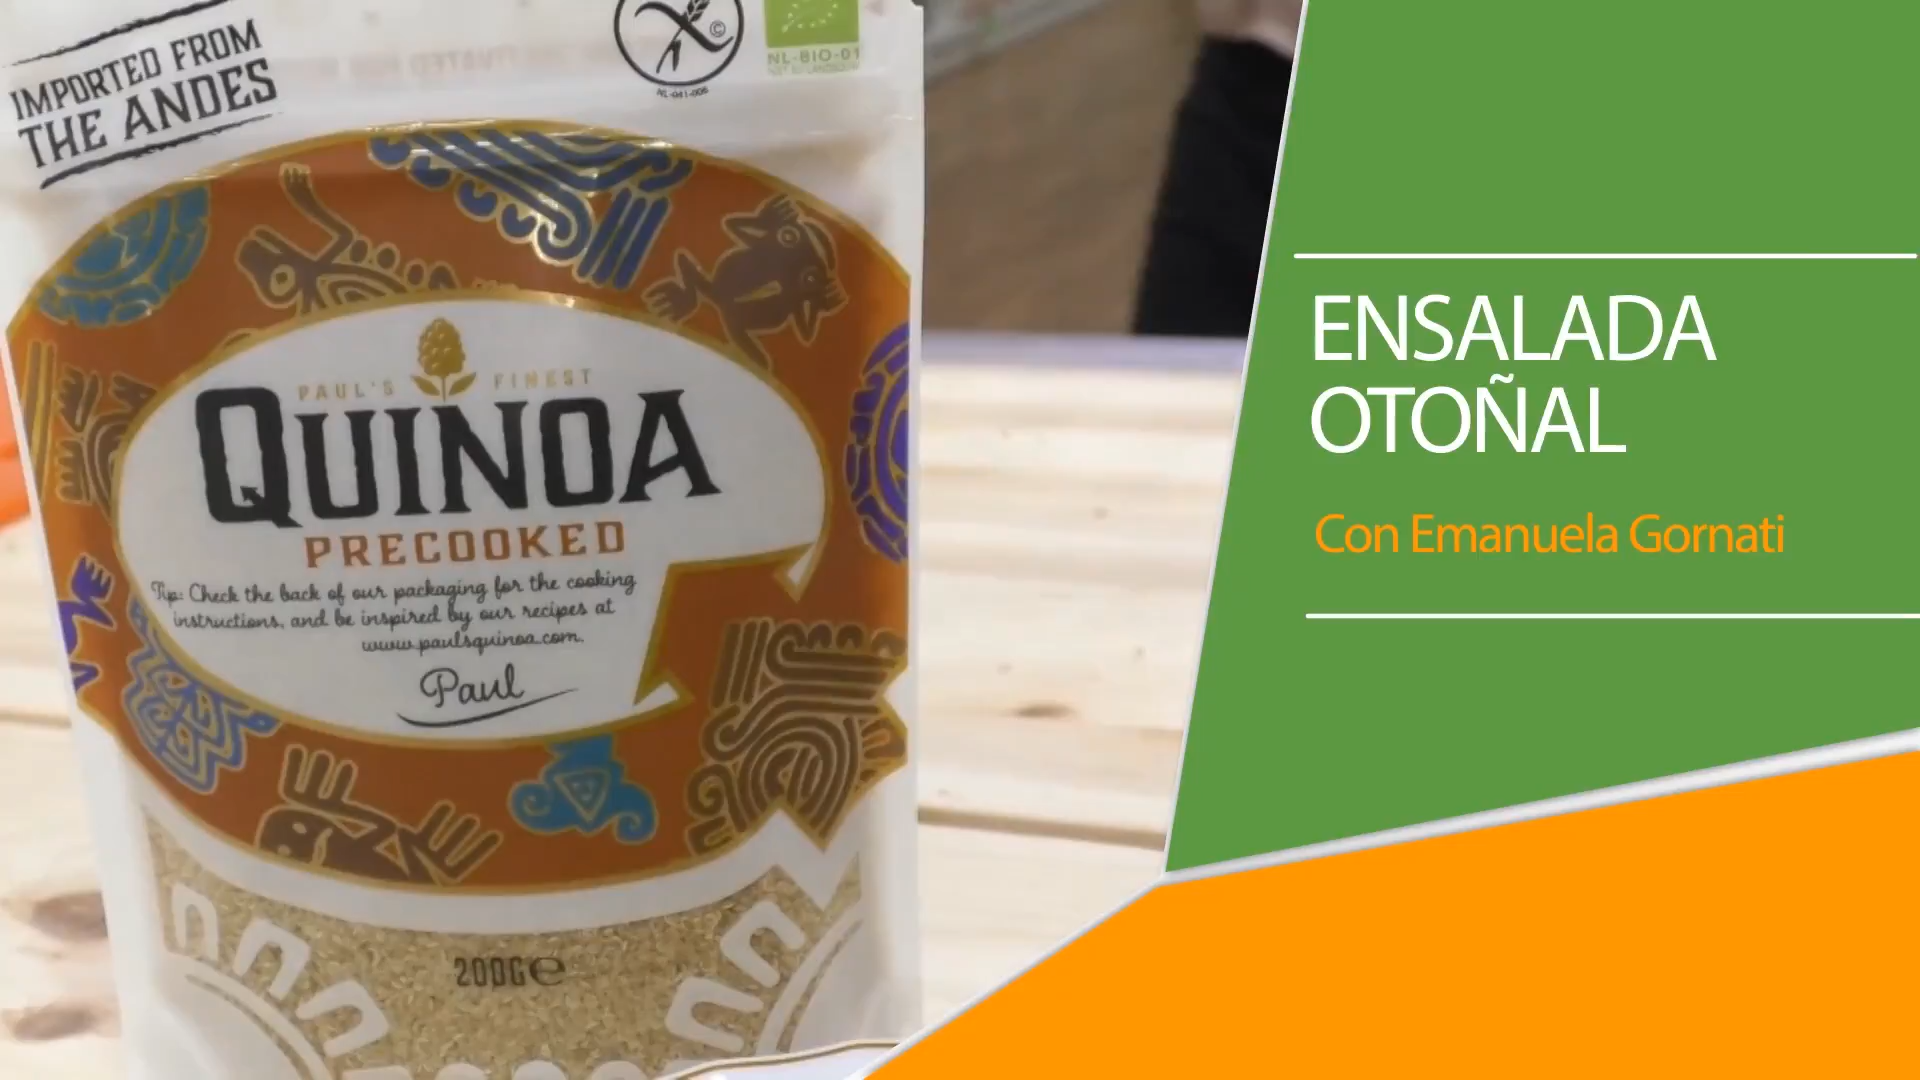 IMPORTED FROM
THE ANDES
©
NL-BIO-01
PAUL'S FINEST
QUINOA
PRECOOKED
Tip: Check the back of our packaging for the cooking
instructions, and be inspired by our recipes at
www.paulsquinoa.com.
Paul
200G℮
ENSALADA
OTOÑAL
Con Emanuela Gornati